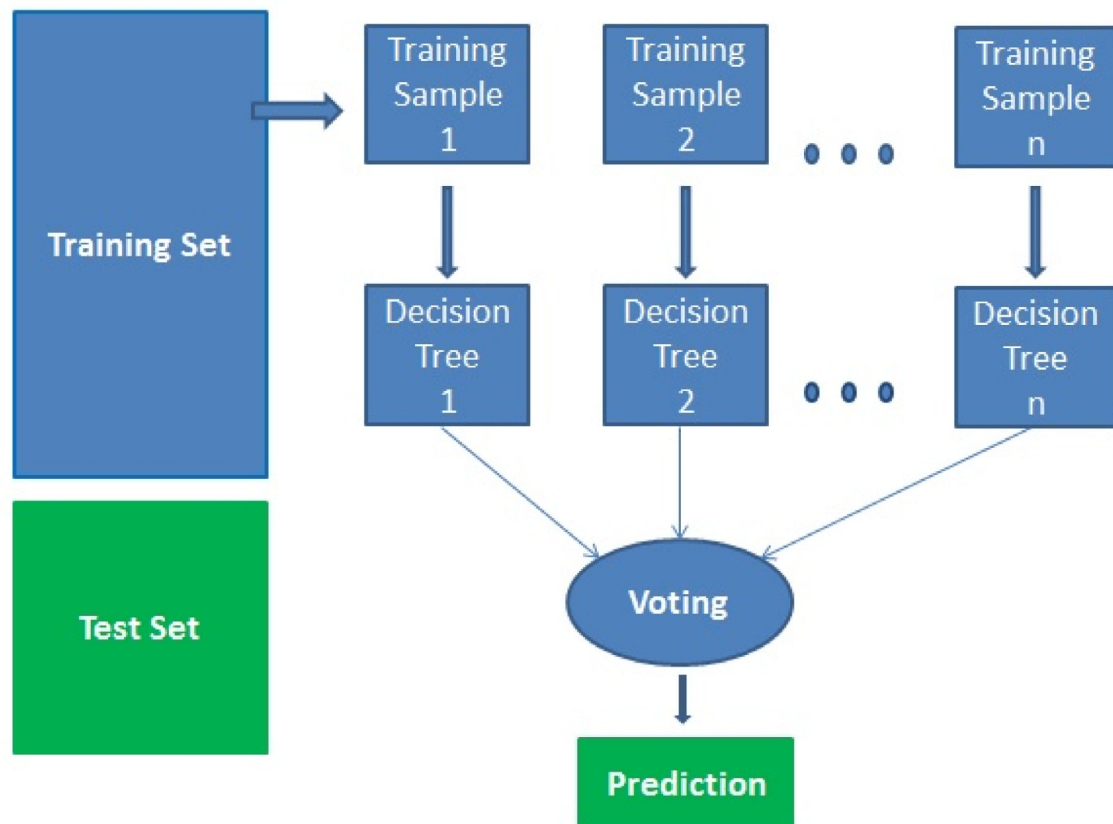 Training Set
Training
Sample
1
Training
Sample
2
Training
Sample
n
Decision
Tree
1
Decision
Tree
2
Decision
Tree
n
Voting
Test Set
Prediction